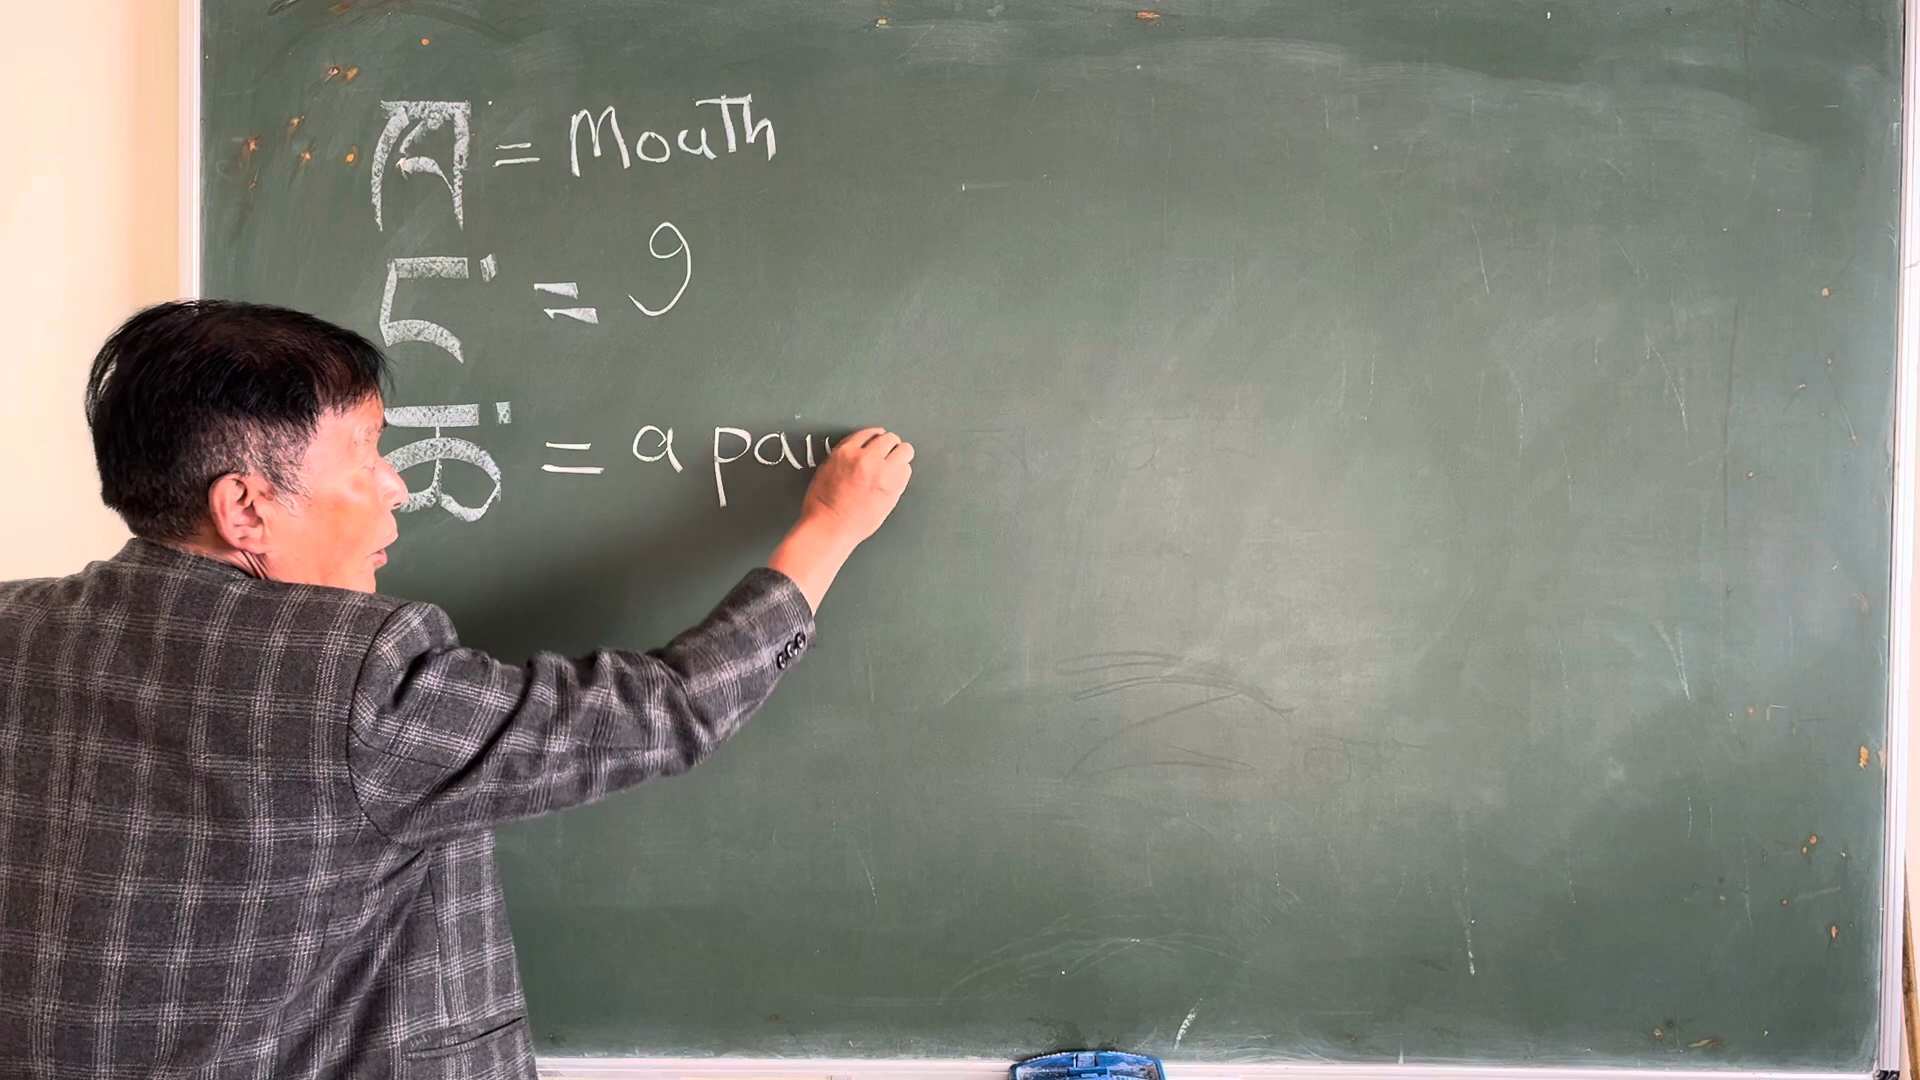 ཁ་ = Mouth
ང་ = 9
ཆ་ = a pai